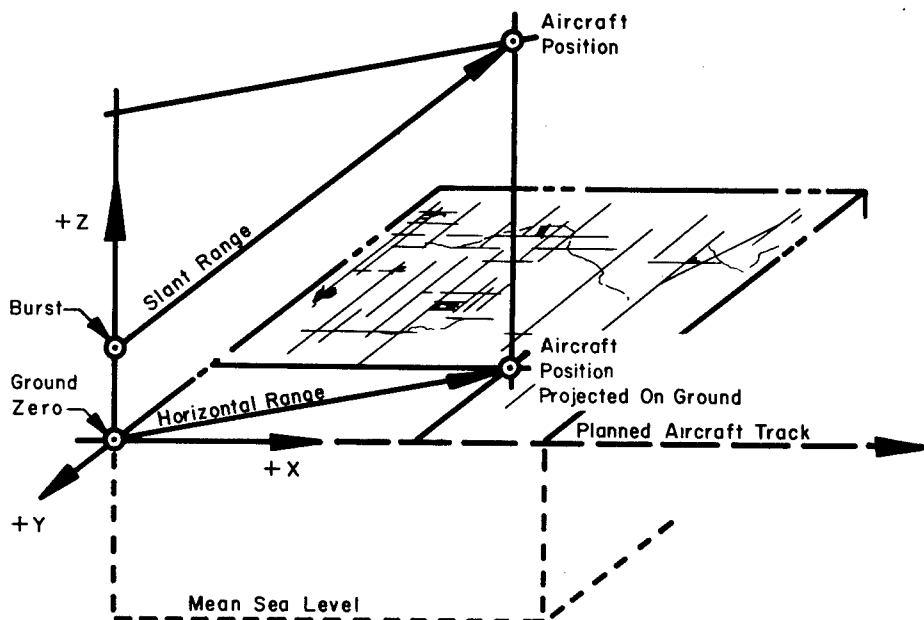 Aircraft
Position
+Z
Slant Range
Burst
Ground
Zero
Horizontal Range
Aircraft
Position
Projected On Ground
Planned Aircraft Track
+X
+Y
Mean Sea Level